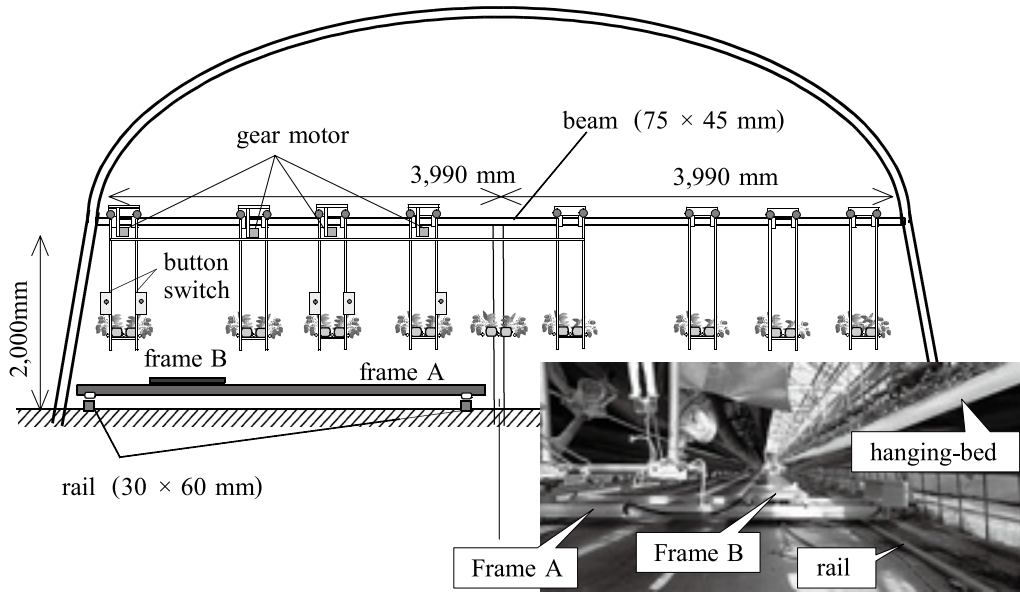 beam (75 × 45 mm)
gear motor
3,990 mm
3,990 mm
button
switch
2,000mm
frame B
frame A
hanging-bed
rail (30 × 60 mm)
Frame A
Frame B
rail